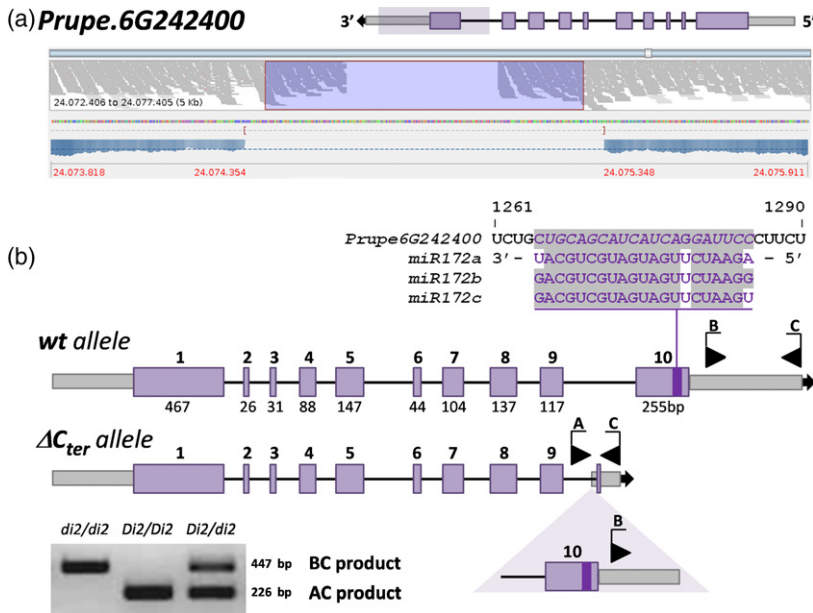 (a) Prupe.6G242400
3' 5'
24.072.406 to 24.077.405 (5 Kb)
24.073.818 24.074.354 24.075.348 24.075.911
1261 1290
Prupe6G242400 UCUGCUGCAGCAUCAUCAGGAUUCCCUUCU
miR172a 3'- UACGUCGUAGUAGUUCUAAGA - 5'
miR172b GACGUCGUAGUAGUUCUAAGG
miR172c GACGUCGUAGUAGUUCUAAGU
(b)
wt allele
B C
1 2 3 4 5 6 7 8 9 10
467 26 31 88 147 44 104 137 117 255bp
ΔCter allele
A C
1 2 3 4 5 6 7 8 9
B
10
di2/di2 Di2/Di2 Di2/di2
447 bp BC product
226 bp AC product